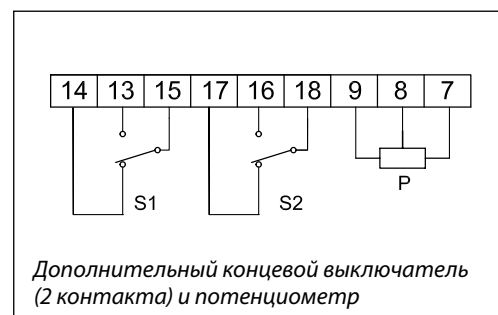 14 13 15 17 16 18 9 8 7
S1 S2 P
Дополнительный концевой выключатель
(2 контакта) и потенциометр